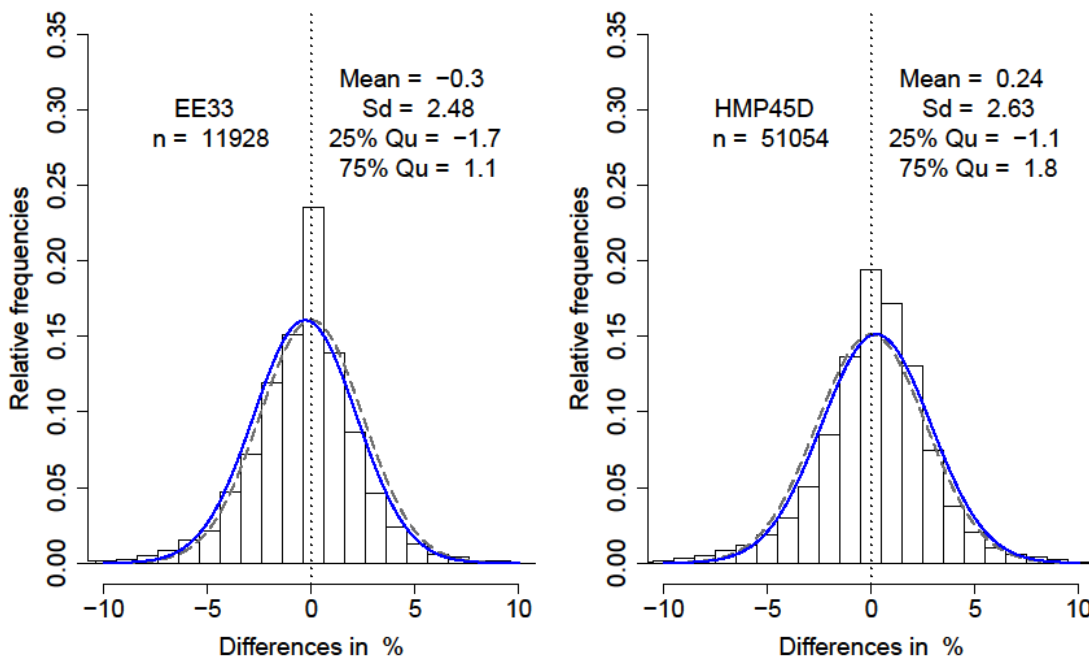 Relative frequencies
0.35
0.30
0.25
0.20
0.15
0.10
0.05
0.00
EE33
n = 11928
Mean = −0.3
Sd = 2.48
25% Qu = −1.7
75% Qu = 1.1
−10 −5 0 5 10
Differences in %
Relative frequencies
0.35
0.30
0.25
0.20
0.15
0.10
0.05
0.00
HMP45D
n = 51054
Mean = 0.24
Sd = 2.63
25% Qu = −1.1
75% Qu = 1.8
−10 −5 0 5 10
Differences in %